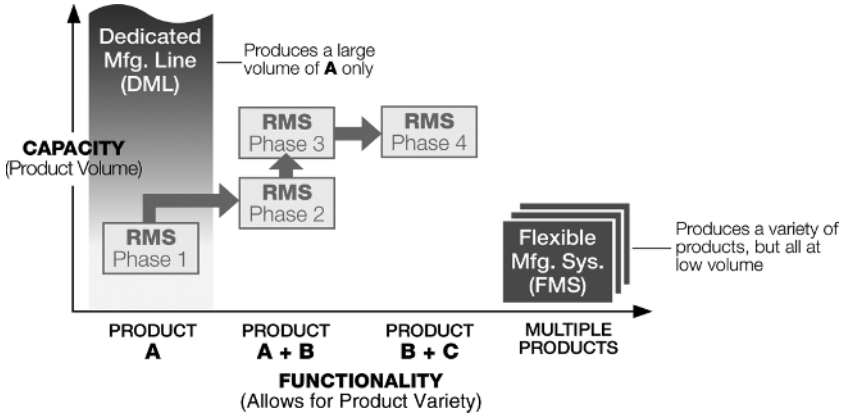 Dedicated
Mfg. Line
(DML)
Produces a large
volume of A only
RMS
Phase 3
RMS
Phase 4
CAPACITY
(Product Volume)
RMS
Phase 2
RMS
Phase 1
Flexible
Mfg. Sys.
(FMS)
Produces a variety of
products, but all at
low volume
PRODUCT
A
PRODUCT
A + B
PRODUCT
B + C
MULTIPLE
PRODUCTS
FUNCTIONALITY
(Allows for Product Variety)